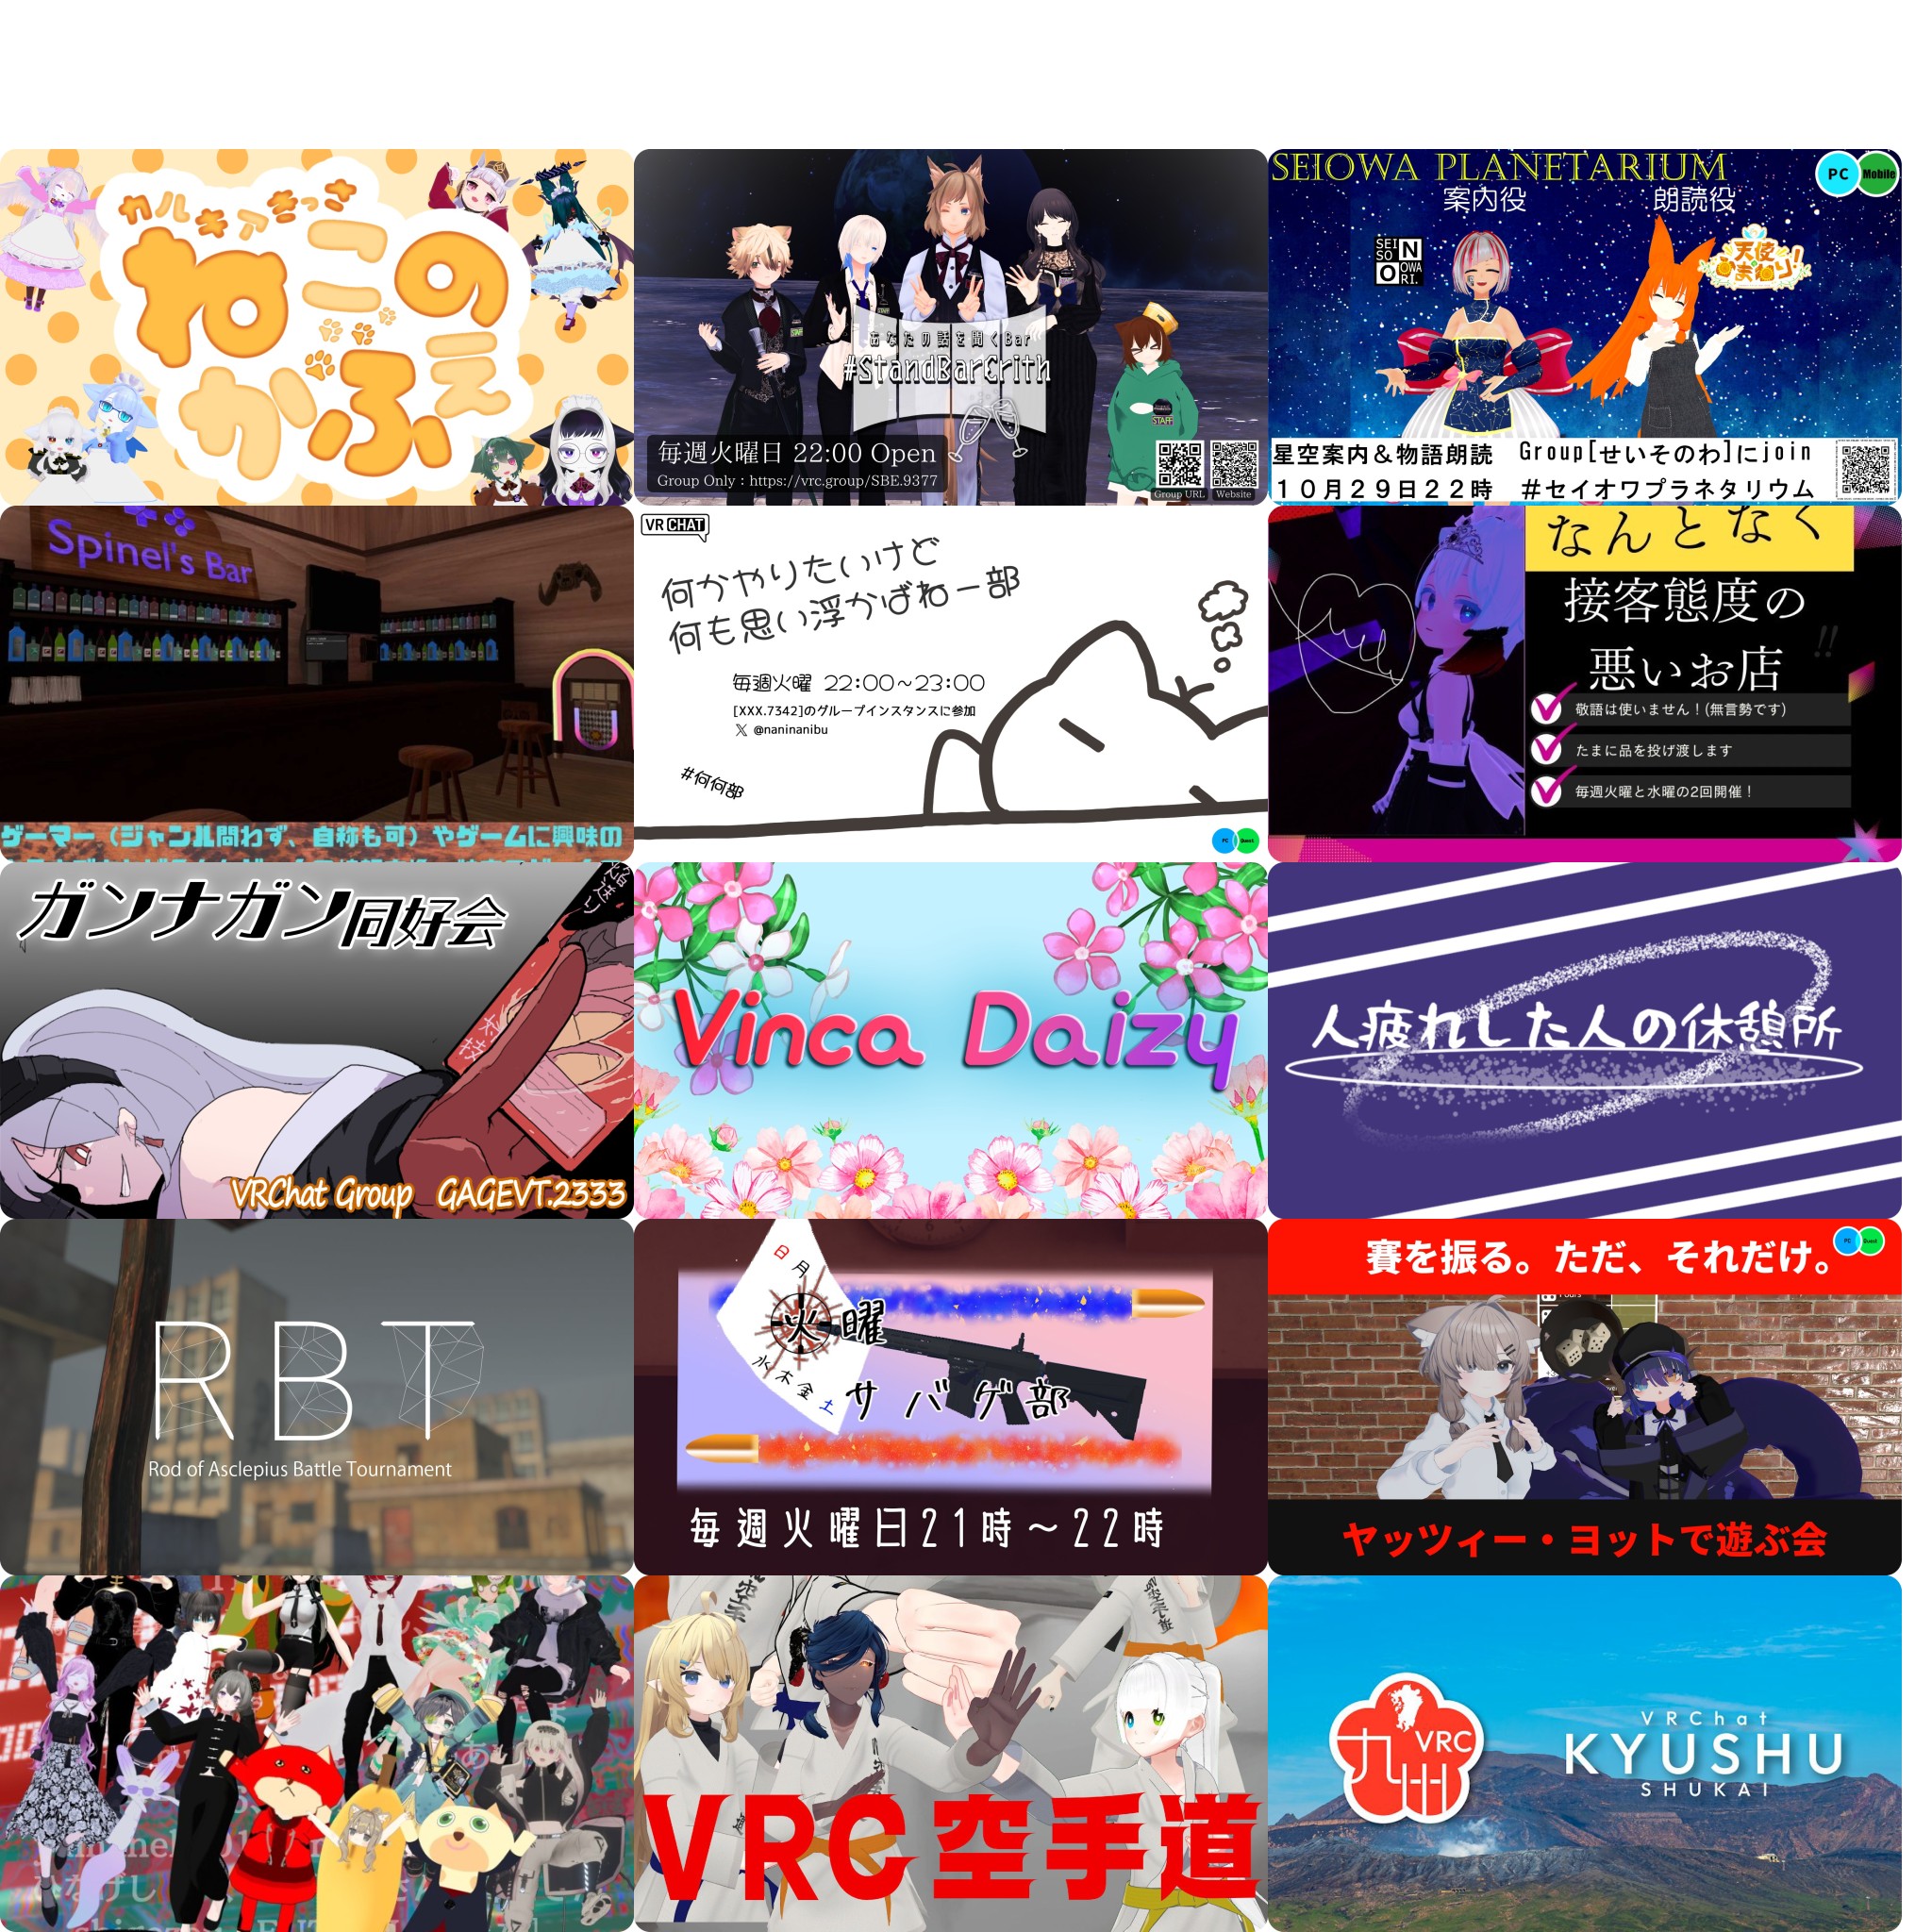 カルキアきっさ
ねこの
かふぇ
あなたの話を聞くBar
#StandBarCrith
毎週火曜日 22:00 Open
Group Only : https://vrc.group/SBE.9377
Group URL
Website
STAFF
SEIOWA PLANETARIUM
PC
Mobile
案内役
朗読役
SEI
SO
N
O
OWA
RI.
星空案内&物語朗読
Group[せいそのわ]にjoin
10月29日22時
#セイオワプラネタリウム
Spinel's Bar
ゲーマー（ジャンル問わず、自称も可）やゲームに興味の
VRCHAT
何かやりたいけど
何も思い浮かばねー部
毎週火曜 22:00~23:00
[XXX.7342]のグループインスタンスに参加
X @naninanibu
#何何部
PC
Quest
なんとなく
接客態度の
悪いお店
!!
敬語は使いません！(無言勢です)
たまに品を投げ渡します
毎週火曜と水曜の2回開催！
ガンナガン同好会
VRChat Group GAGEVT.2333
Vinca Daizy
人疲れした人の休憩所
RBT
Rod of Asclepius Battle Tournament
日
月
火曜
水
木
金
土
サバゲ部
毎週火曜日21時～22時
賽を振る。ただ、それだけ。
PC
Quest
ヤッツィー・ヨットで遊ぶ会
VRC空手道
九州
VRC
VRChat
KYUSHU
SHUKAI